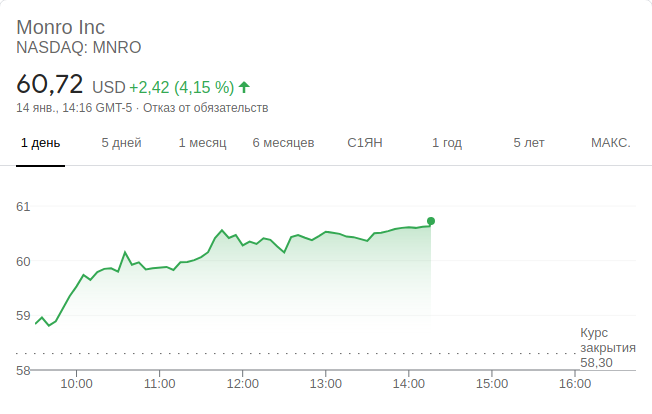 Monro Inc
NASDAQ: MNRO
60,72 USD +2,42 (4,15 %)
14 янв., 14:16 GMT-5 · Отказ от обязательств
1 день 5 дней 1 месяц 6 месяцев С1ЯН 1 год 5 лет МАКС.
61
60
59
Курс
закрытия
58,30
58
10:00 11:00 12:00 13:00 14:00 15:00 16:00